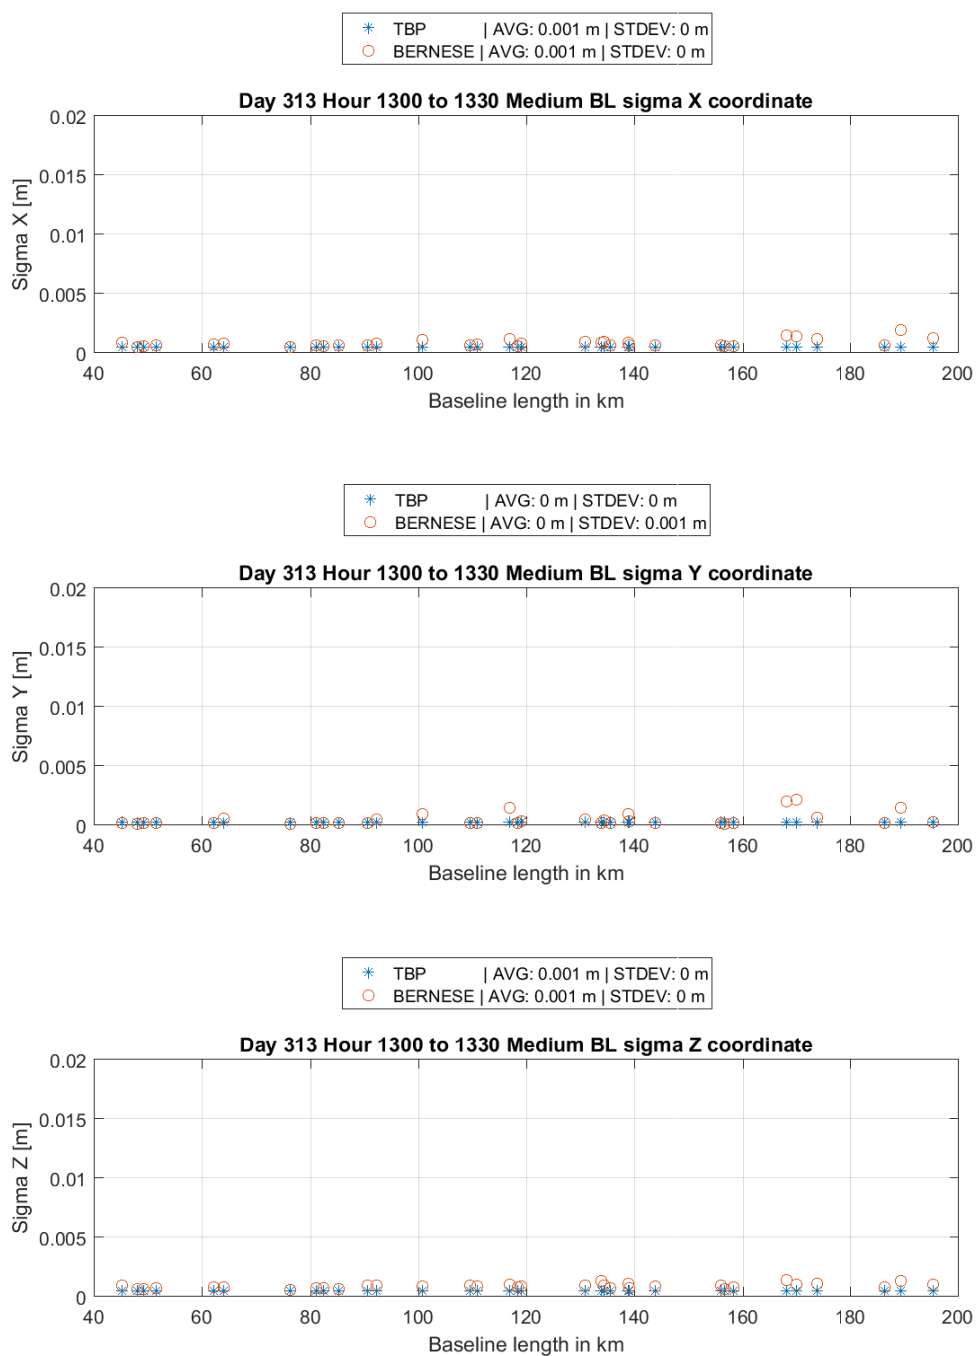 TBP | AVG: 0.001 m | STDEV: 0 m
BERNESE | AVG: 0.001 m | STDEV: 0 m
Day 313 Hour 1300 to 1330 Medium BL sigma X coordinate
0.02
0.015
0.01
0.005
0
Sigma X [m]
40 60 80 100 120 140 160 180 200
Baseline length in km
TBP | AVG: 0 m | STDEV: 0 m
BERNESE | AVG: 0 m | STDEV: 0.001 m
Day 313 Hour 1300 to 1330 Medium BL sigma Y coordinate
0.02
0.015
0.01
0.005
0
Sigma Y [m]
40 60 80 100 120 140 160 180 200
Baseline length in km
TBP | AVG: 0.001 m | STDEV: 0 m
BERNESE | AVG: 0.001 m | STDEV: 0 m
Day 313 Hour 1300 to 1330 Medium BL sigma Z coordinate
0.02
0.015
0.01
0.005
0
Sigma Z [m]
40 60 80 100 120 140 160 180 200
Baseline length in km